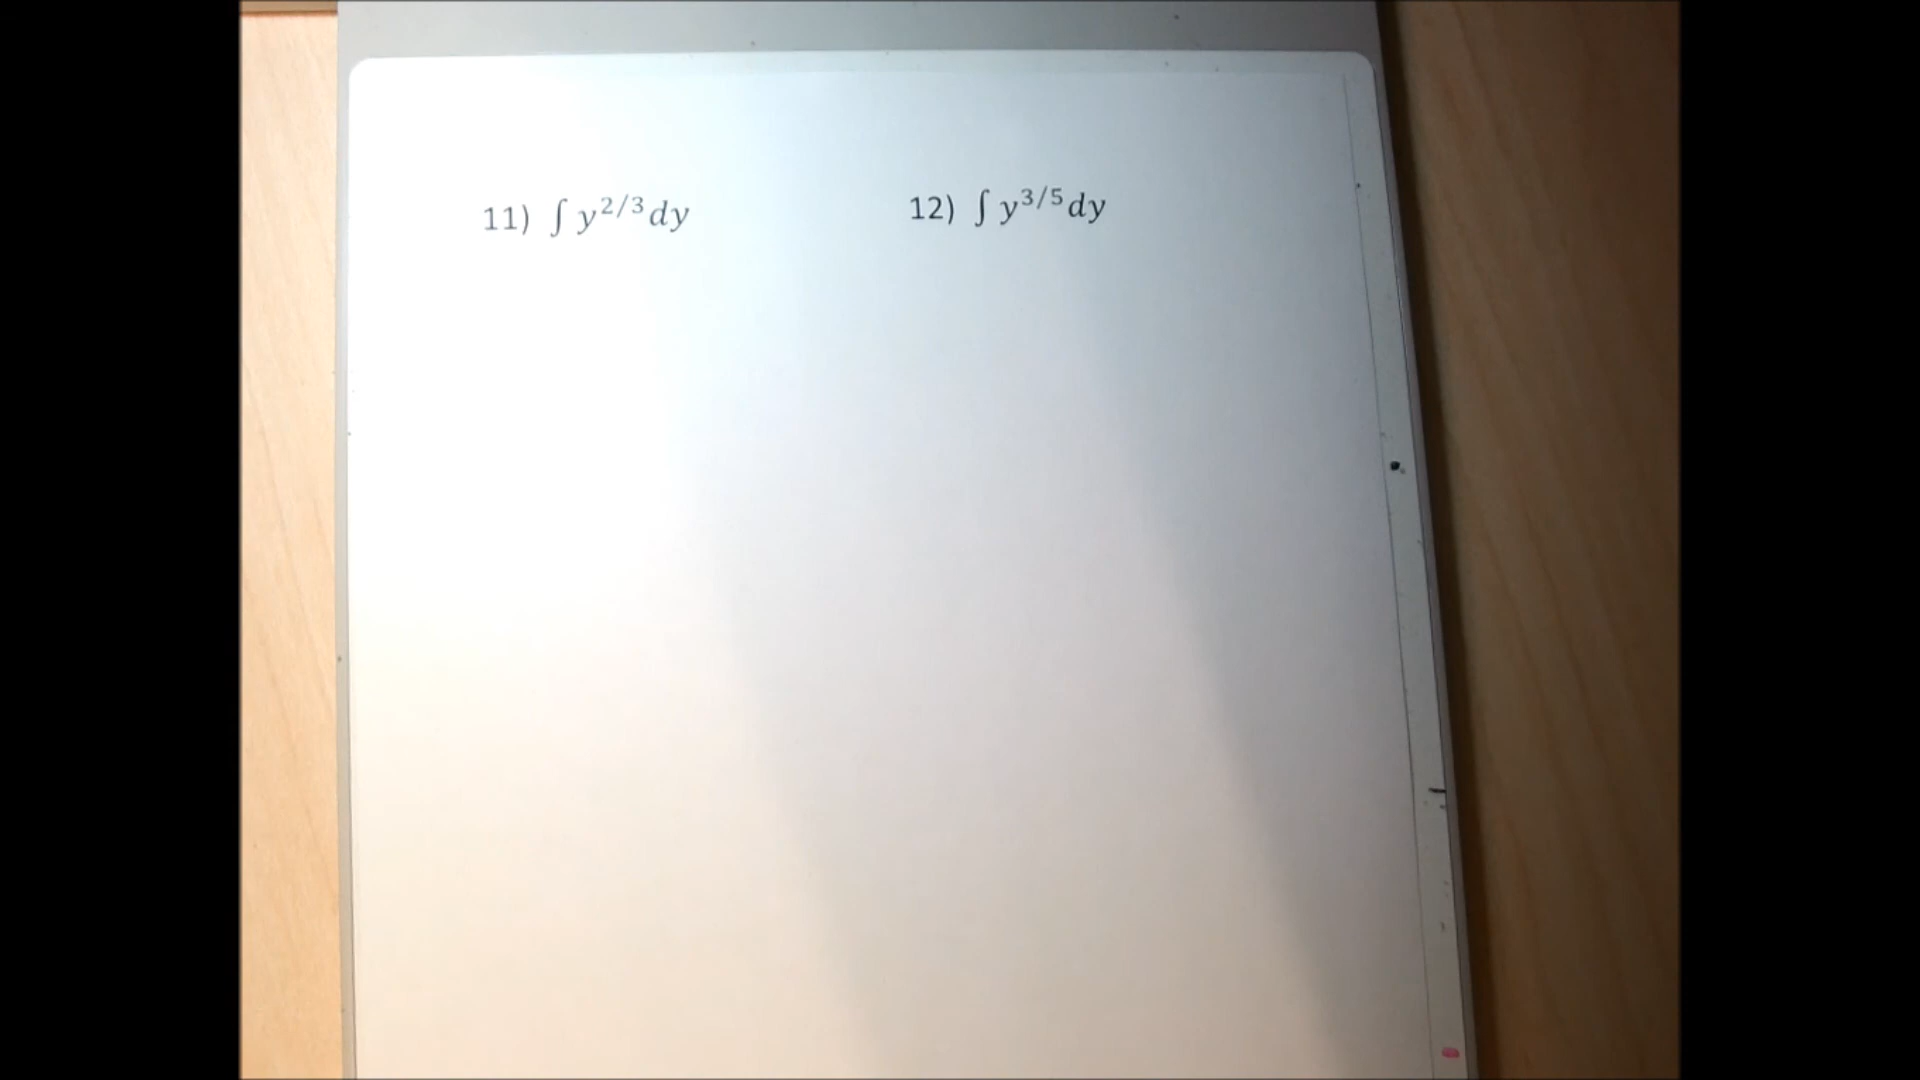 11) ∫ y^{2/3} dy 12) ∫ y^{3/5} dy